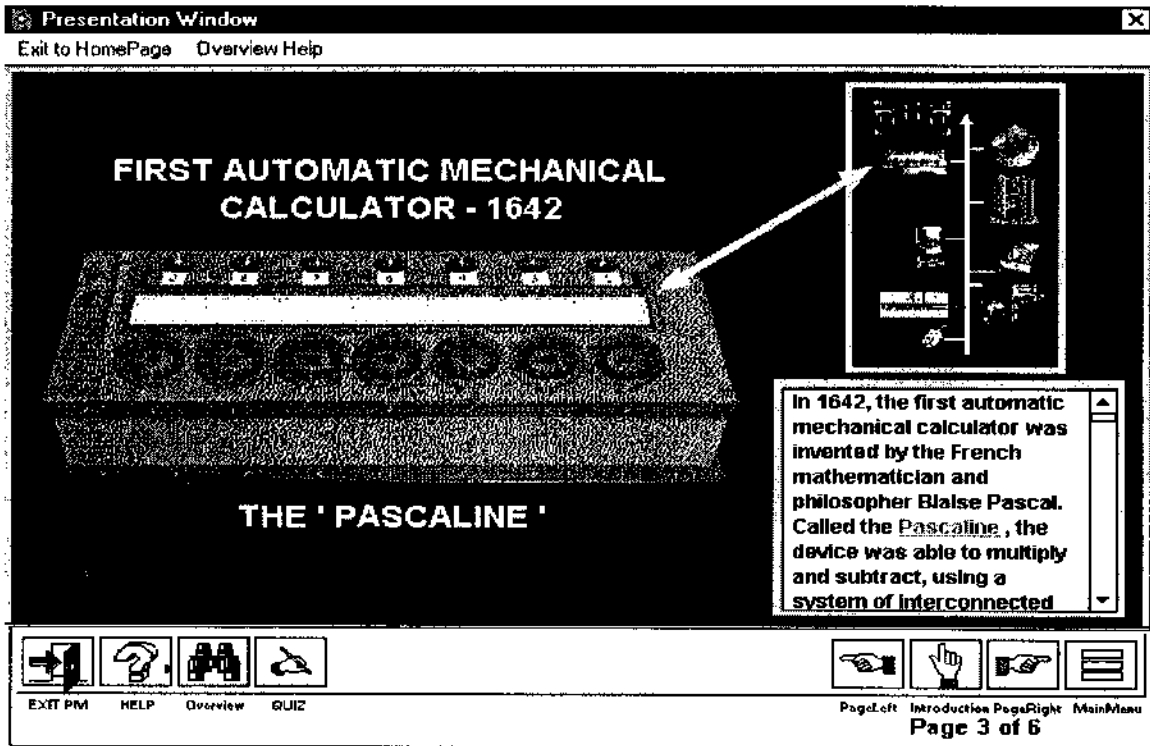 Presentation Window
Exit to HomePage Overview Help
FIRST AUTOMATIC MECHANICAL
CALCULATOR - 1642
THE ' PASCALINE '
In 1642, the first automatic
mechanical calculator was
invented by the French
mathematician and
philosopher Blaise Pascal.
Called the Pascaline , the
device was able to multiply
and subtract, using a
system of interconnected
EXIT PM HELP Overview QUIZ
PageLeft Introduction PageRight MainMenu
Page 3 of 6